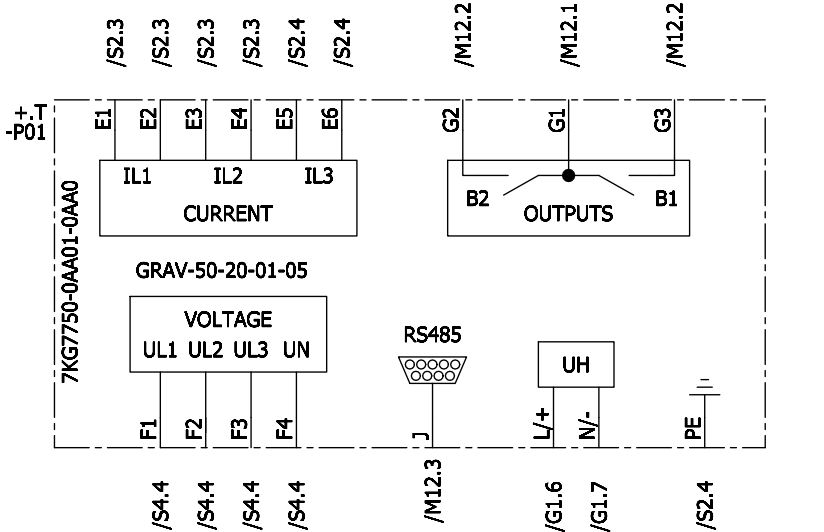 /S2.3 /S2.3 /S2.3 /S2.3 /S2.4 /S2.4 /M12.2 /M12.1 /M12.2
+.T
-P01
E1 E2 E3 E4 E5 E6 G2 G1 G3
IL1 IL2 IL3
CURRENT
B2 B1
OUTPUTS
7KG7750-0AA01-0AA0
GRAV-50-20-01-05
VOLTAGE
UL1 UL2 UL3 UN
RS485
UH
F1 F2 F3 F4 J L/+ N/- PE
/S4.4 /S4.4 /S4.4 /S4.4 /M12.3 /G1.6 /G1.7 /S2.4